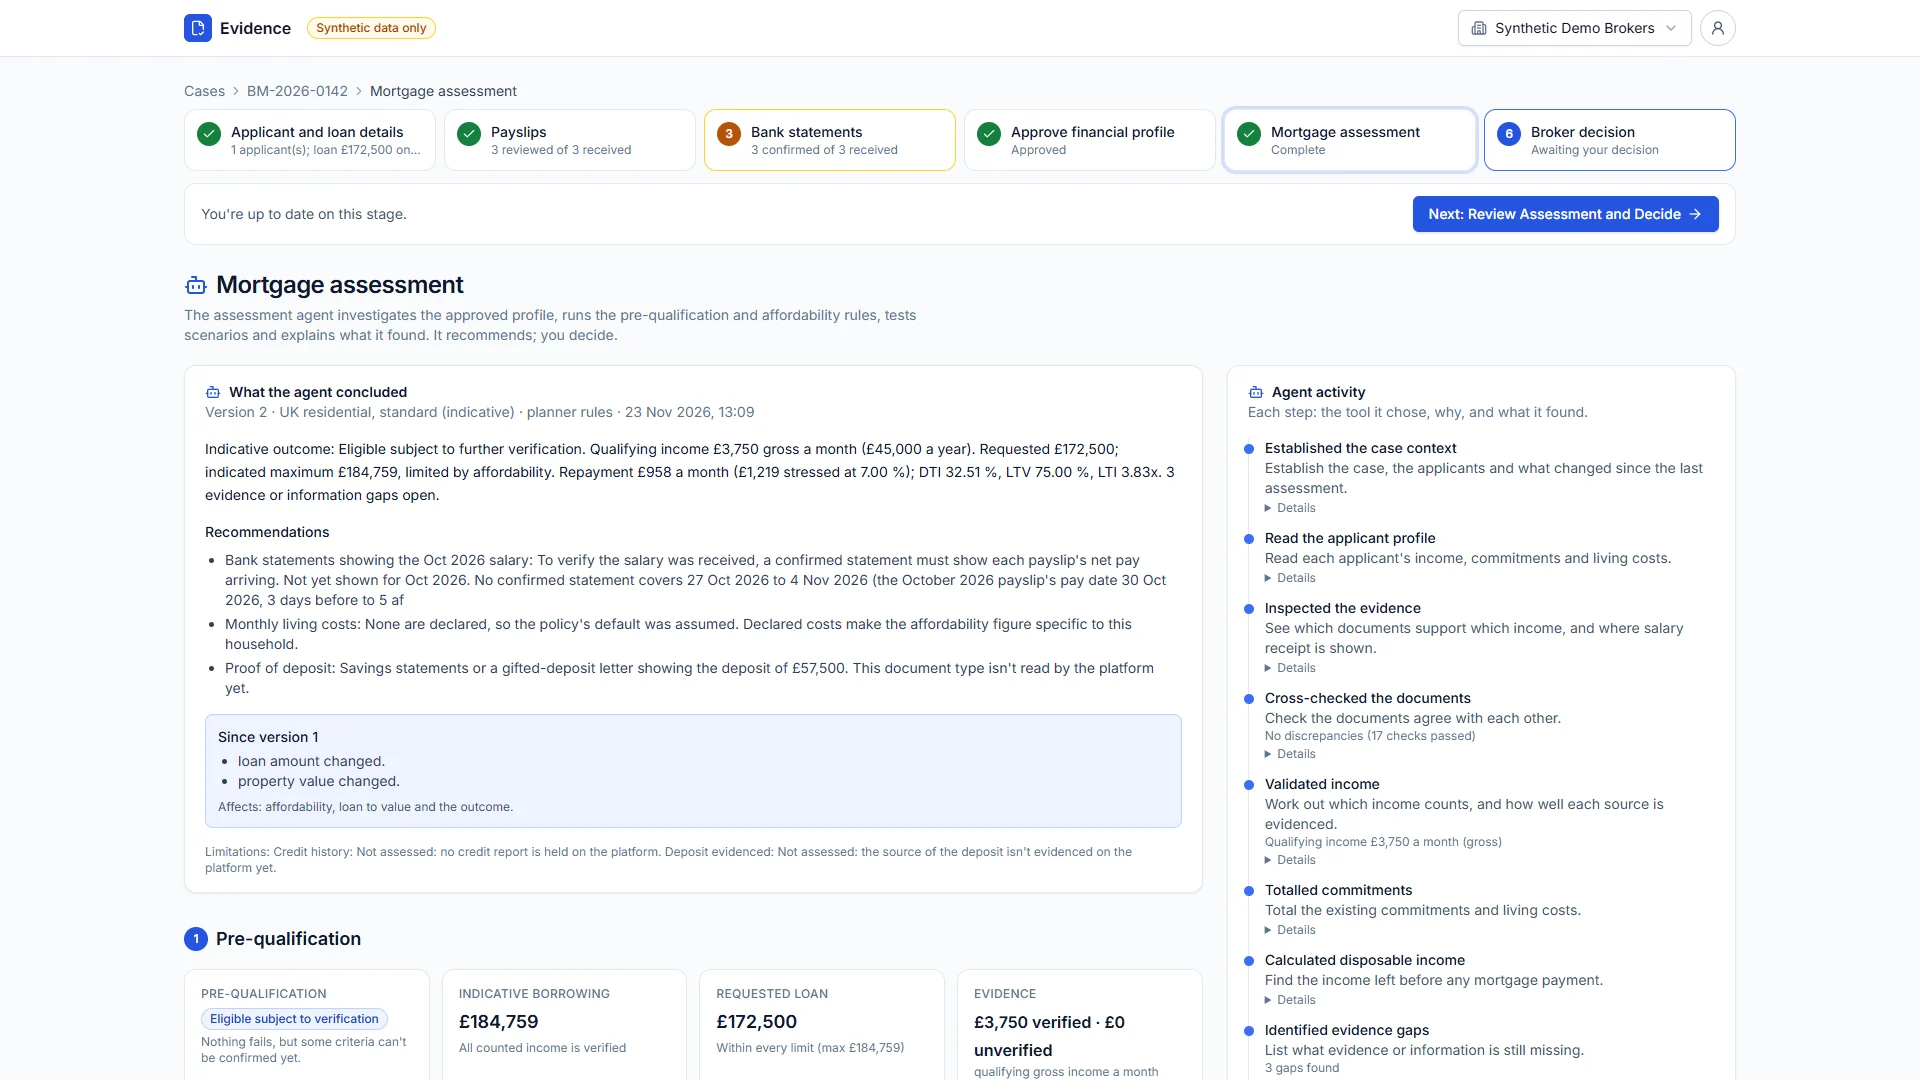 Evidence
Synthetic data only
Synthetic Demo Brokers
Cases > BM-2026-0142 > Mortgage assessment
Applicant and loan details
1 applicant(s); loan £172,500 on...
Payslips
3 reviewed of 3 received
3
Bank statements
3 confirmed of 3 received
Approve financial profile
Approved
Mortgage assessment
Complete
6
Broker decision
Awaiting your decision
You're up to date on this stage.
Next: Review Assessment and Decide →
Mortgage assessment
The assessment agent investigates the approved profile, runs the pre-qualification and affordability rules, tests
scenarios and explains what it found. It recommends; you decide.
What the agent concluded
Version 2 · UK residential, standard (indicative) · planner rules · 23 Nov 2026, 13:09
Indicative outcome: Eligible subject to further verification. Qualifying income £3,750 gross a month (£45,000 a year). Requested £172,500;
indicated maximum £184,759, limited by affordability. Repayment £958 a month (£1,219 stressed at 7.00 %); DTI 32.51 %, LTV 75.00 %, LTI 3.83x. 3
evidence or information gaps open.
Recommendations
• Bank statements showing the Oct 2026 salary: To verify the salary was received, a confirmed statement must show each payslip's net pay
arriving. Not yet shown for Oct 2026. No confirmed statement covers 27 Oct 2026 to 4 Nov 2026 (the October 2026 payslip's pay date 30 Oct
2026, 3 days before to 5 af
• Monthly living costs: None are declared, so the policy's default was assumed. Declared costs make the affordability figure specific to this
household.
• Proof of deposit: Savings statements or a gifted-deposit letter showing the deposit of £57,500. This document type isn't read by the platform
yet.
Since version 1
• loan amount changed.
• property value changed.
Affects: affordability, loan to value and the outcome.
Limitations: Credit history: Not assessed: no credit report is held on the platform. Deposit evidenced: Not assessed: the source of the deposit isn't evidenced on the
platform yet.
1 Pre-qualification
PRE-QUALIFICATION
Eligible subject to verification
Nothing fails, but some criteria can't
be confirmed yet.
INDICATIVE BORROWING
£184,759
All counted income is verified
REQUESTED LOAN
£172,500
Within every limit (max £184,759)
EVIDENCE
£3,750 verified · £0
unverified
qualifying gross income a month
Agent activity
Each step: the tool it chose, why, and what it found.
Established the case context
Establish the case, the applicants and what changed since the last
assessment.
Details
Read the applicant profile
Read each applicant's income, commitments and living costs.
Details
Inspected the evidence
See which documents support which income, and where salary
receipt is shown.
Details
Cross-checked the documents
Check the documents agree with each other.
No discrepancies (17 checks passed)
Details
Validated income
Work out which income counts, and how well each source is
evidenced.
Qualifying income £3,750 a month (gross)
Details
Totalled commitments
Total the existing commitments and living costs.
Details
Calculated disposable income
Find the income left before any mortgage payment.
Details
Identified evidence gaps
List what evidence or information is still missing.
3 gaps found